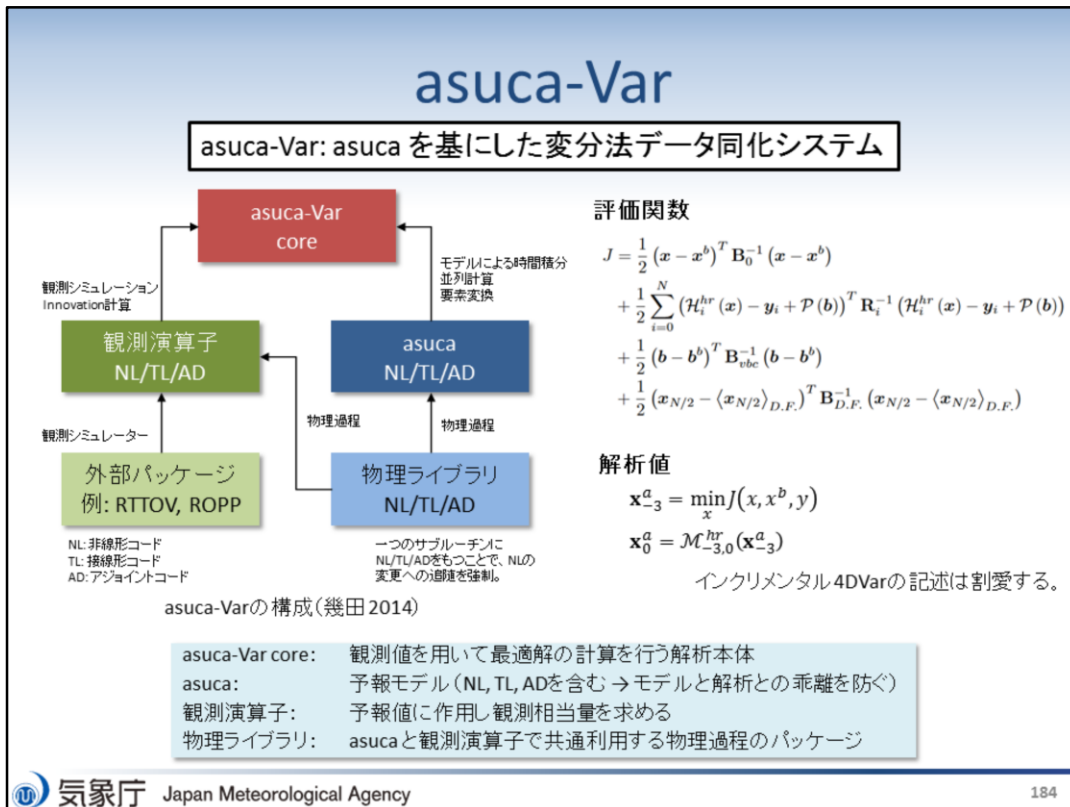 asuca-Var
asuca-Var: asuca を基にした変分法データ同化システム
asuca-Var
core
観測シミュレーション
Innovation計算
モデルによる時間積分
並列計算
要素変換
観測演算子
NL/TL/AD
asuca
NL/TL/AD
観測シミュレーター
物理過程
物理過程
外部パッケージ
例: RTTOV, ROPP
物理ライブラリ
NL/TL/AD
NL: 非線形コード
TL: 接線形コード
AD: アジョイントコード
一つのサブルーチンに
NL/TL/ADをもつことで、NLの
変更への追随を強制。
asuca-Varの構成(幾田 2014)
評価関数
J = \frac{1}{2} (x − x^b)^T B_0^{-1} (x − x^b)
+ \frac{1}{2} \sum_{i=0}^{N} (H_i^{hr}(x) − y_i + P(b))^T R_i^{-1} (H_i^{hr}(x) − y_i + P(b))
+ \frac{1}{2} (b − b^b)^T B_{vbc}^{-1} (b − b^b)
+ \frac{1}{2} (x_{N/2} − ⟨x_{N/2}⟩_{D.F.})^T B_{D.F.}^{-1} (x_{N/2} − ⟨x_{N/2}⟩_{D.F.})
解析値
x_{-3}^a = \min_x J(x, x^b, y)
x_0^a = M_{-3,0}^{hr}(x_{-3}^a)
インクリメンタル 4DVarの記述は割愛する。
asuca-Var core: 観測値を用いて最適解の計算を行う解析本体
asuca: 予報モデル(NL, TL, ADを含む → モデルと解析との乖離を防ぐ)
観測演算子: 予報値に作用し観測相当量を求める
物理ライブラリ: asucaと観測演算子で共通利用する物理過程のパッケージ
気象庁 Japan Meteorological Agency
184